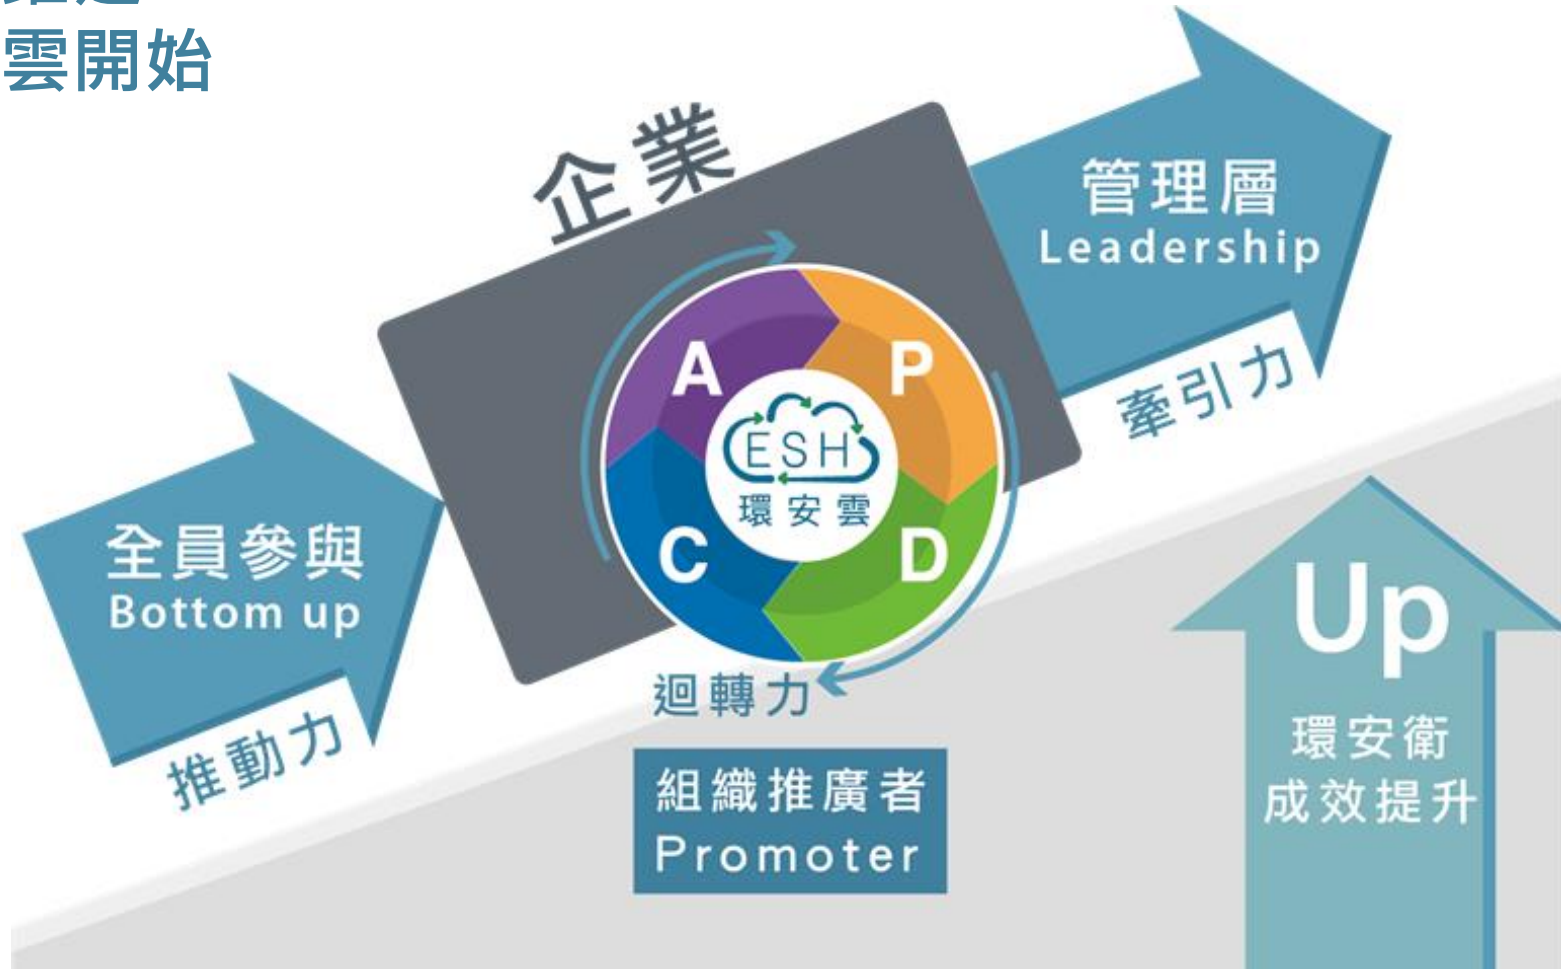 雲開始
企業
管理層
Leadership
牽引力
A
P
ESH
環安雲
C
D
全員參與
Bottom up
推動力
迴轉力
組織推廣者
Promoter
Up
環安衛
成效提升